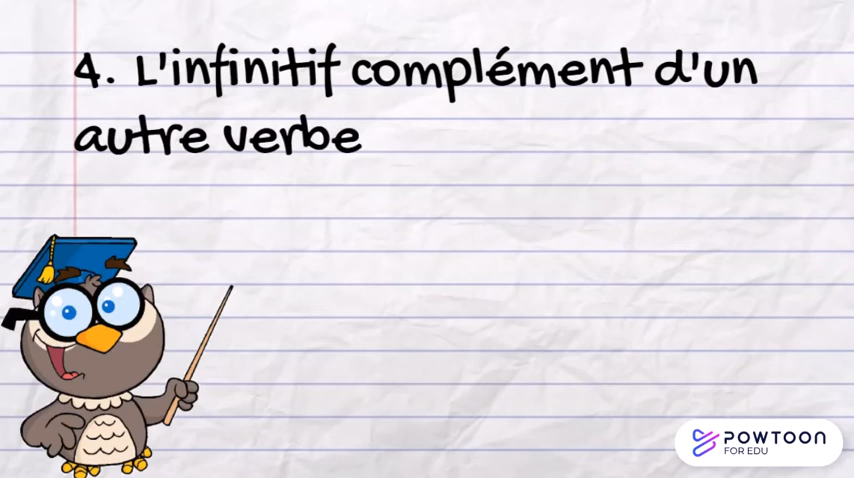 4. L'infinitif complément d'un
autre verbe
POWTOON
FOR EDU